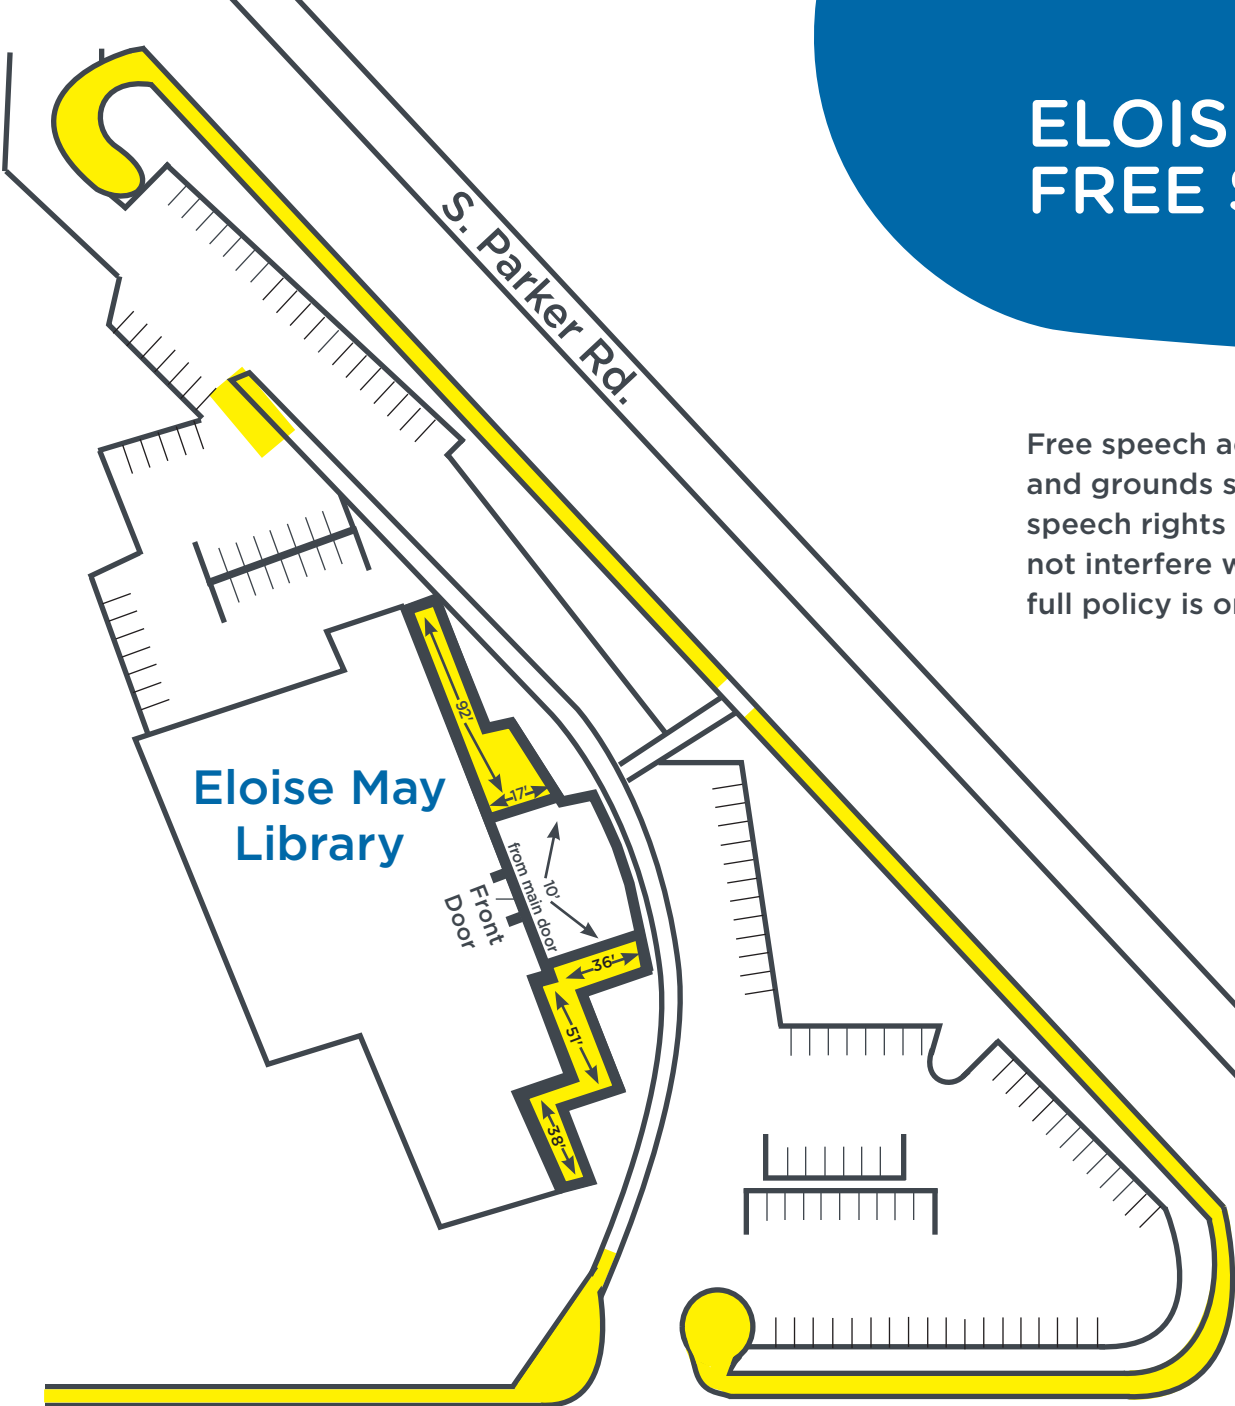 ELOIS
FREE
S. Parker Rd.
Free speech a
and grounds s
speech rights
not interfere w
full policy is o
92'
17'
Eloise May
Library
from main door
10'
Front
Door
36'
51'
38'